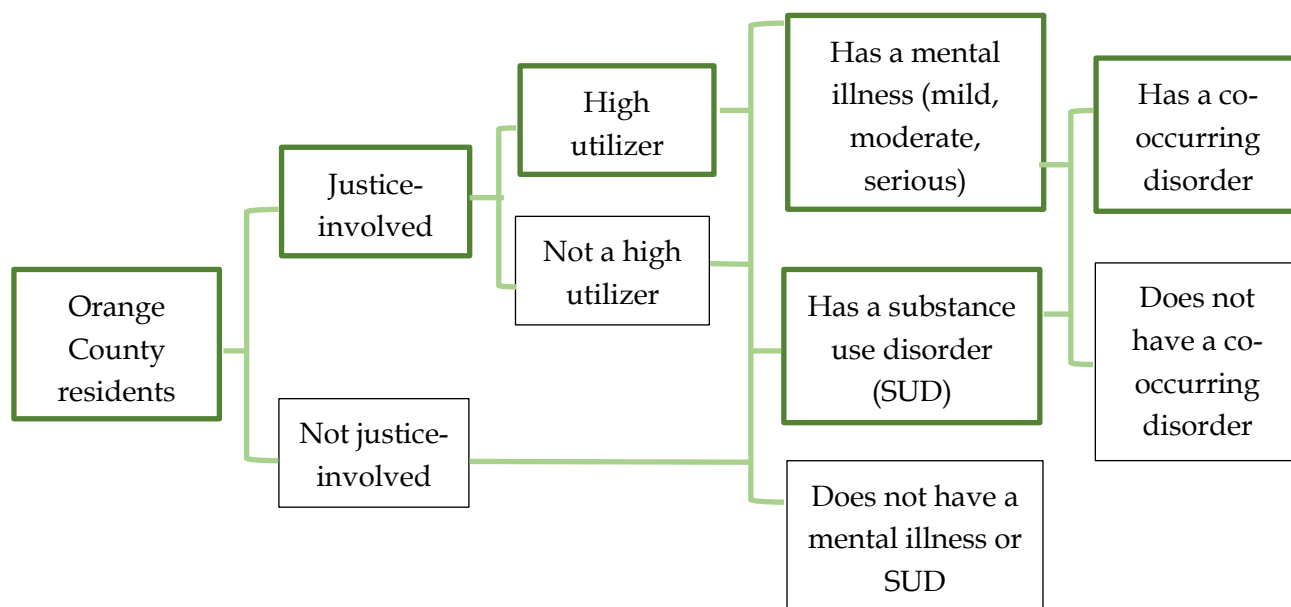 Orange
County
residents
Justice-
involved
Not justice-
involved
High
utilizer
Not a high
utilizer
Has a mental
illness (mild,
moderate,
serious)
Has a substance
use disorder
(SUD)
Does not have a
mental illness or
SUD
Has a co-
occurring
disorder
Does not
have a co-
occurring
disorder